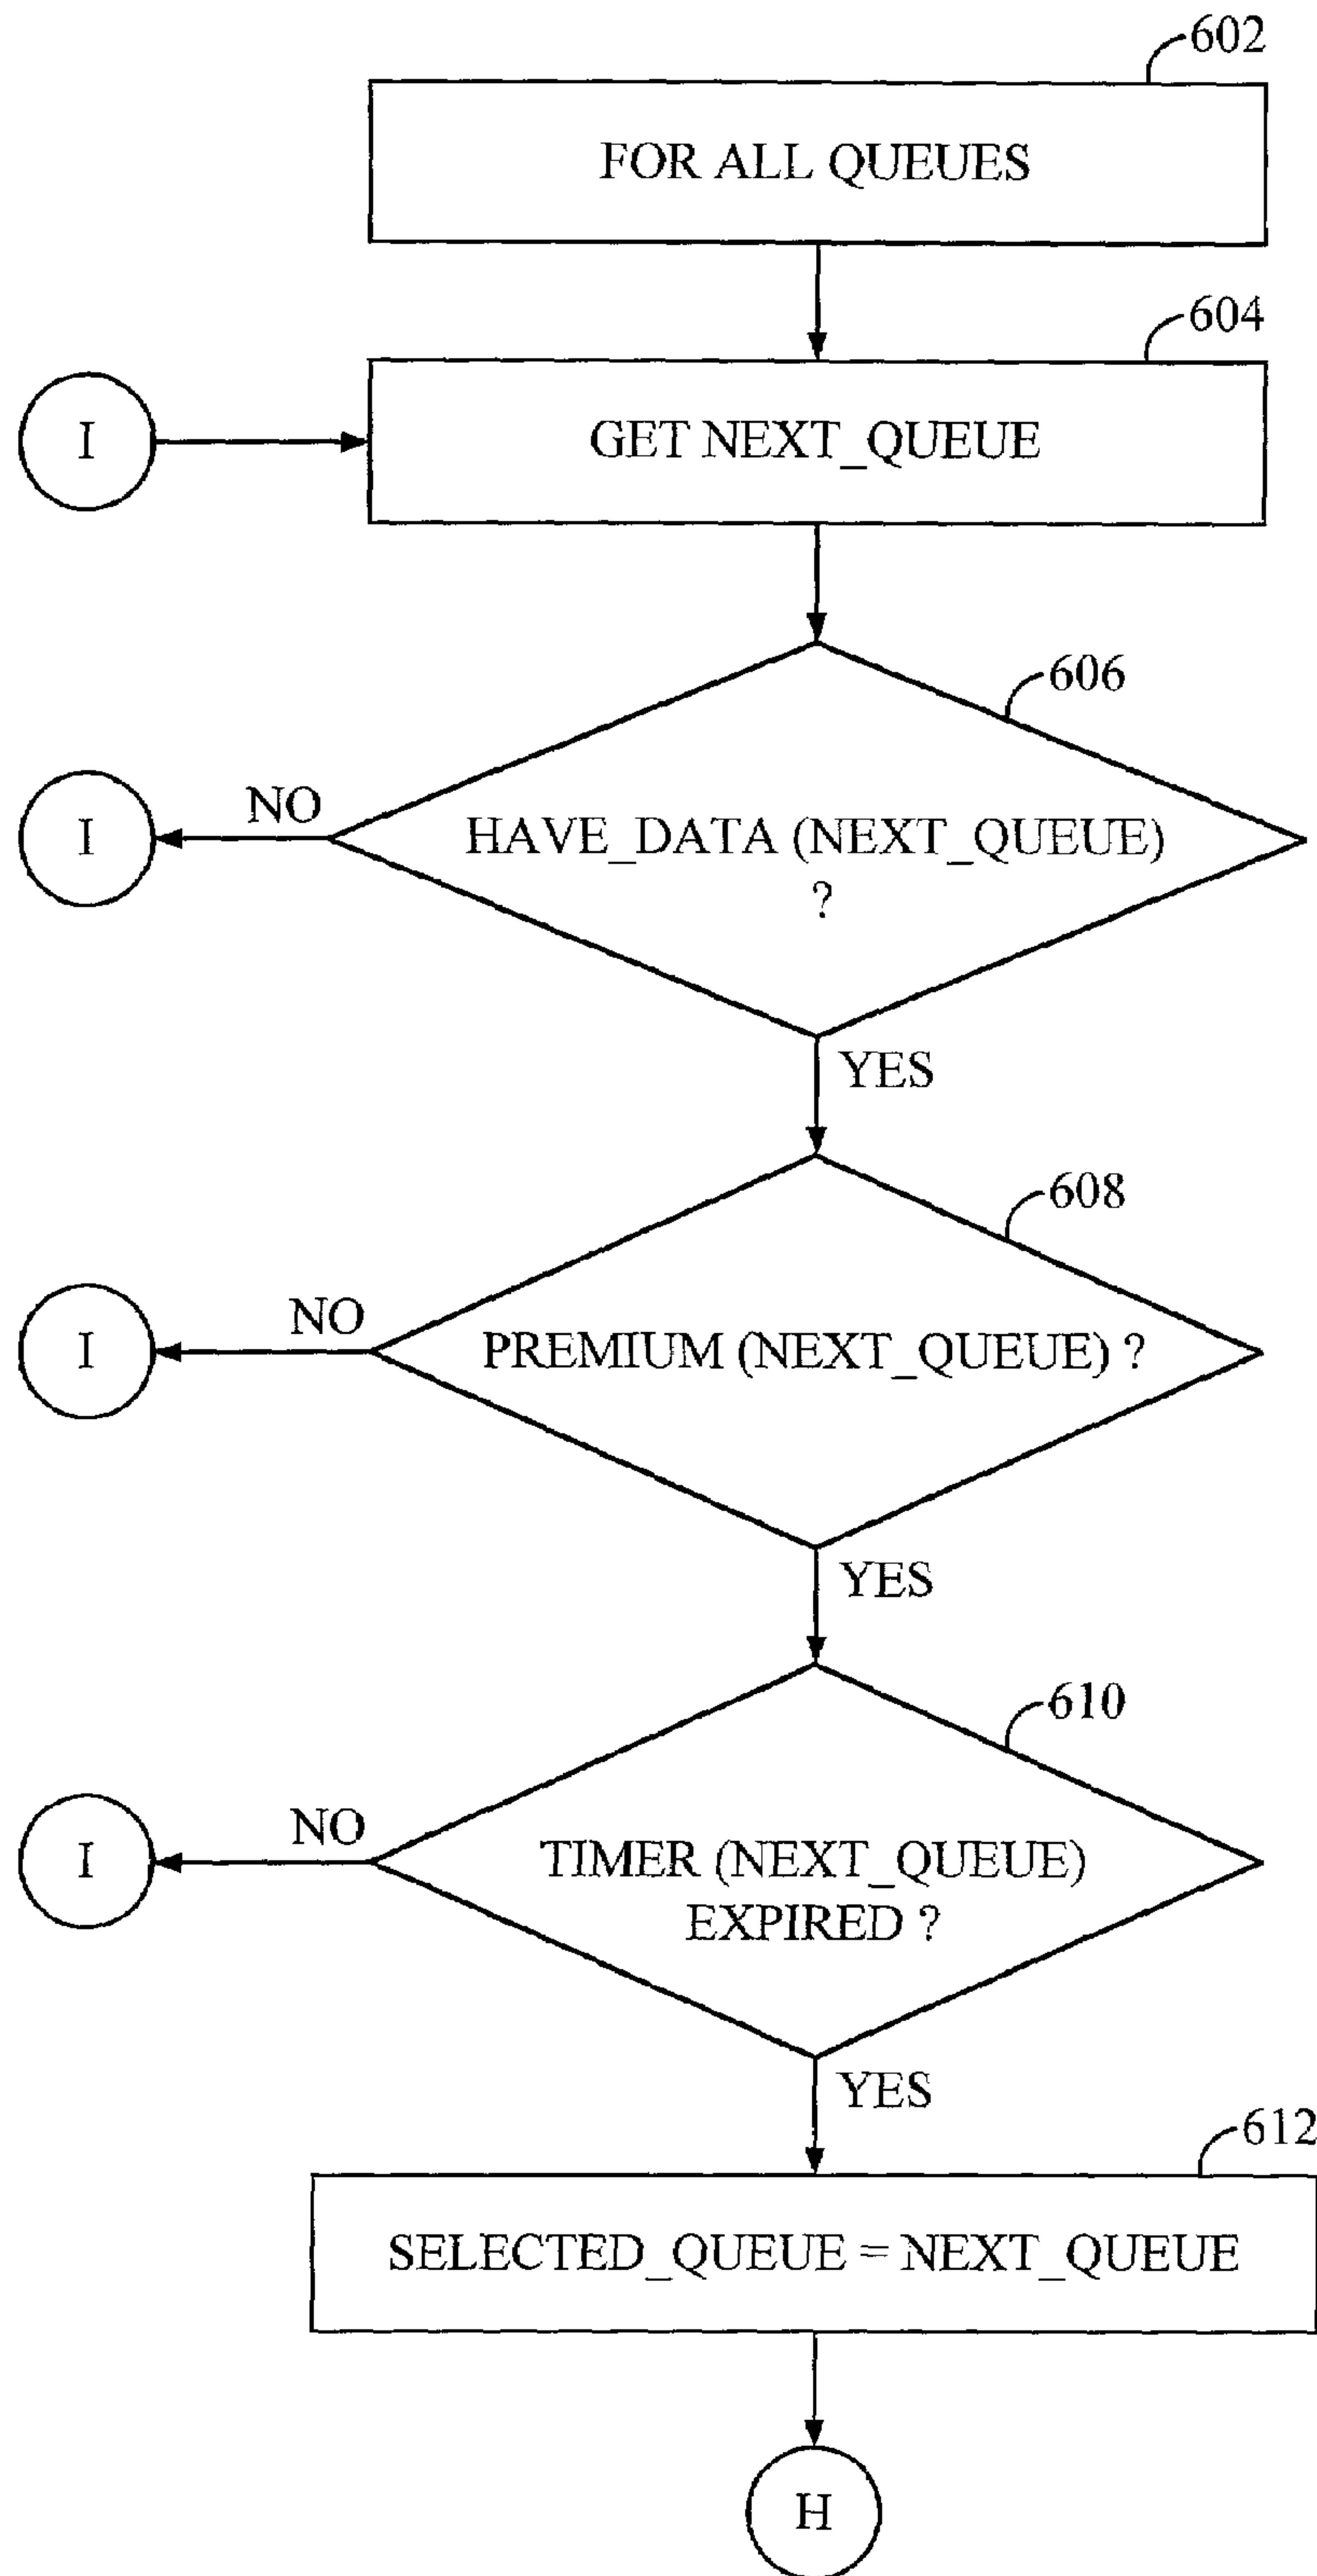 602
FOR ALL QUEUES
604
I
GET NEXT_QUEUE
606
I
NO
HAVE_DATA (NEXT_QUEUE)
?
YES
608
I
NO
PREMIUM (NEXT_QUEUE) ?
YES
610
I
NO
TIMER (NEXT_QUEUE)
EXPIRED ?
YES
612
SELECTED_QUEUE = NEXT_QUEUE
H